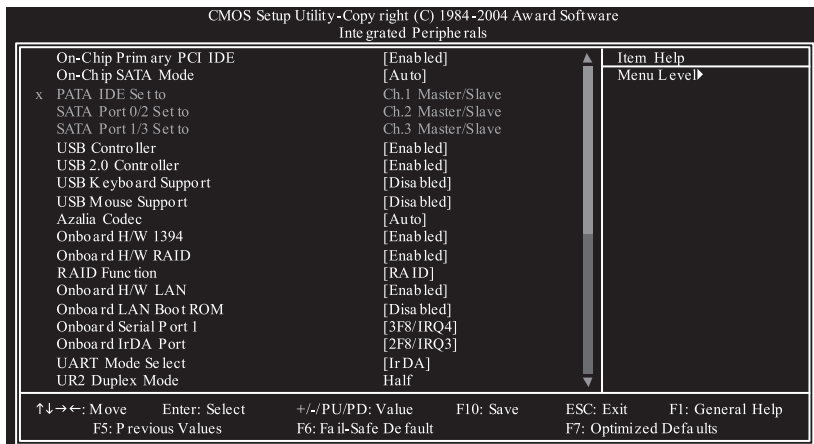 CMOS Setup Utility-Copyright (C) 1984-2004 Award Software
Integrated Peripherals
On-Chip Primary PCI IDE [Enabled]
On-Chip SATA Mode [Auto]
x PATA IDE Set to Ch.1 Master/Slave
SATA Port 0/2 Set to Ch.2 Master/Slave
SATA Port 1/3 Set to Ch.3 Master/Slave
USB Controller [Enabled]
USB 2.0 Controller [Enabled]
USB Keyboard Support [Disabled]
USB Mouse Support [Disabled]
Azalia Codec [Auto]
Onboard H/W 1394 [Enabled]
Onboard H/W RAID [Enabled]
RAID Function [RAID]
Onboard H/W LAN [Enabled]
Onboard LAN Boot ROM [Disabled]
Onboard Serial Port 1 [3F8/IRQ4]
Onboard IrDA Port [2F8/IRQ3]
UART Mode Select [IrDA]
UR2 Duplex Mode Half
Item Help
Menu Level▶
↑↓→←: Move Enter: Select +/-/PU/PD: Value F10: Save ESC: Exit F1: General Help
F5: Previous Values F6: Fail-Safe Default F7: Optimized Defaults